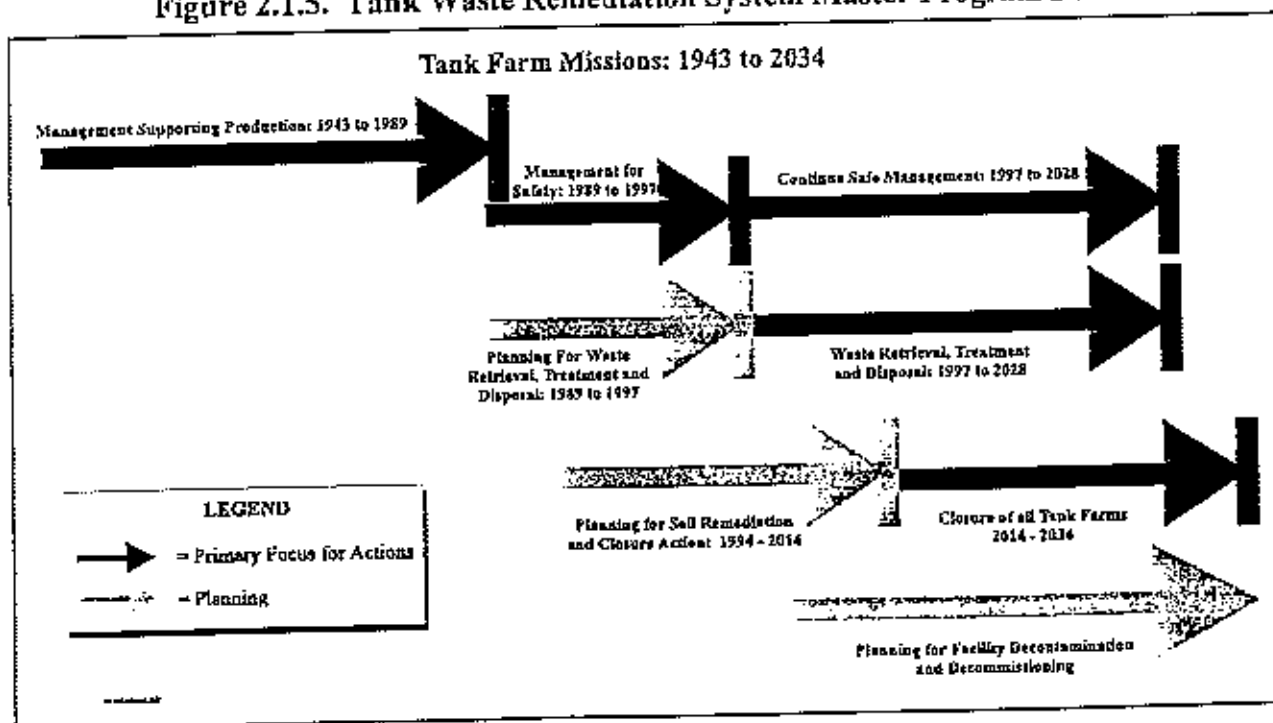 Figure 2.1.3. Tank Waste Remediation System Master Program
Tank Farm Missions: 1943 to 2034
Management Supporting Production: 1943 to 1989
Management for
Safety: 1989 to 1997
Continue Safe Management: 1997 to 2028
Planning For Waste
Retrieval, Treatment and
Disposal: 1989 to 1997
Waste Retrieval, Treatment
and Disposal: 1997 to 2028
LEGEND
= Primary Focus for Actions
= Planning
Planning for Soil Remediation
and Closure Action: 1994 - 2014
Closure of all Tank Farms
2014 -
Planning for Facility Decontamination
and Decommissioning